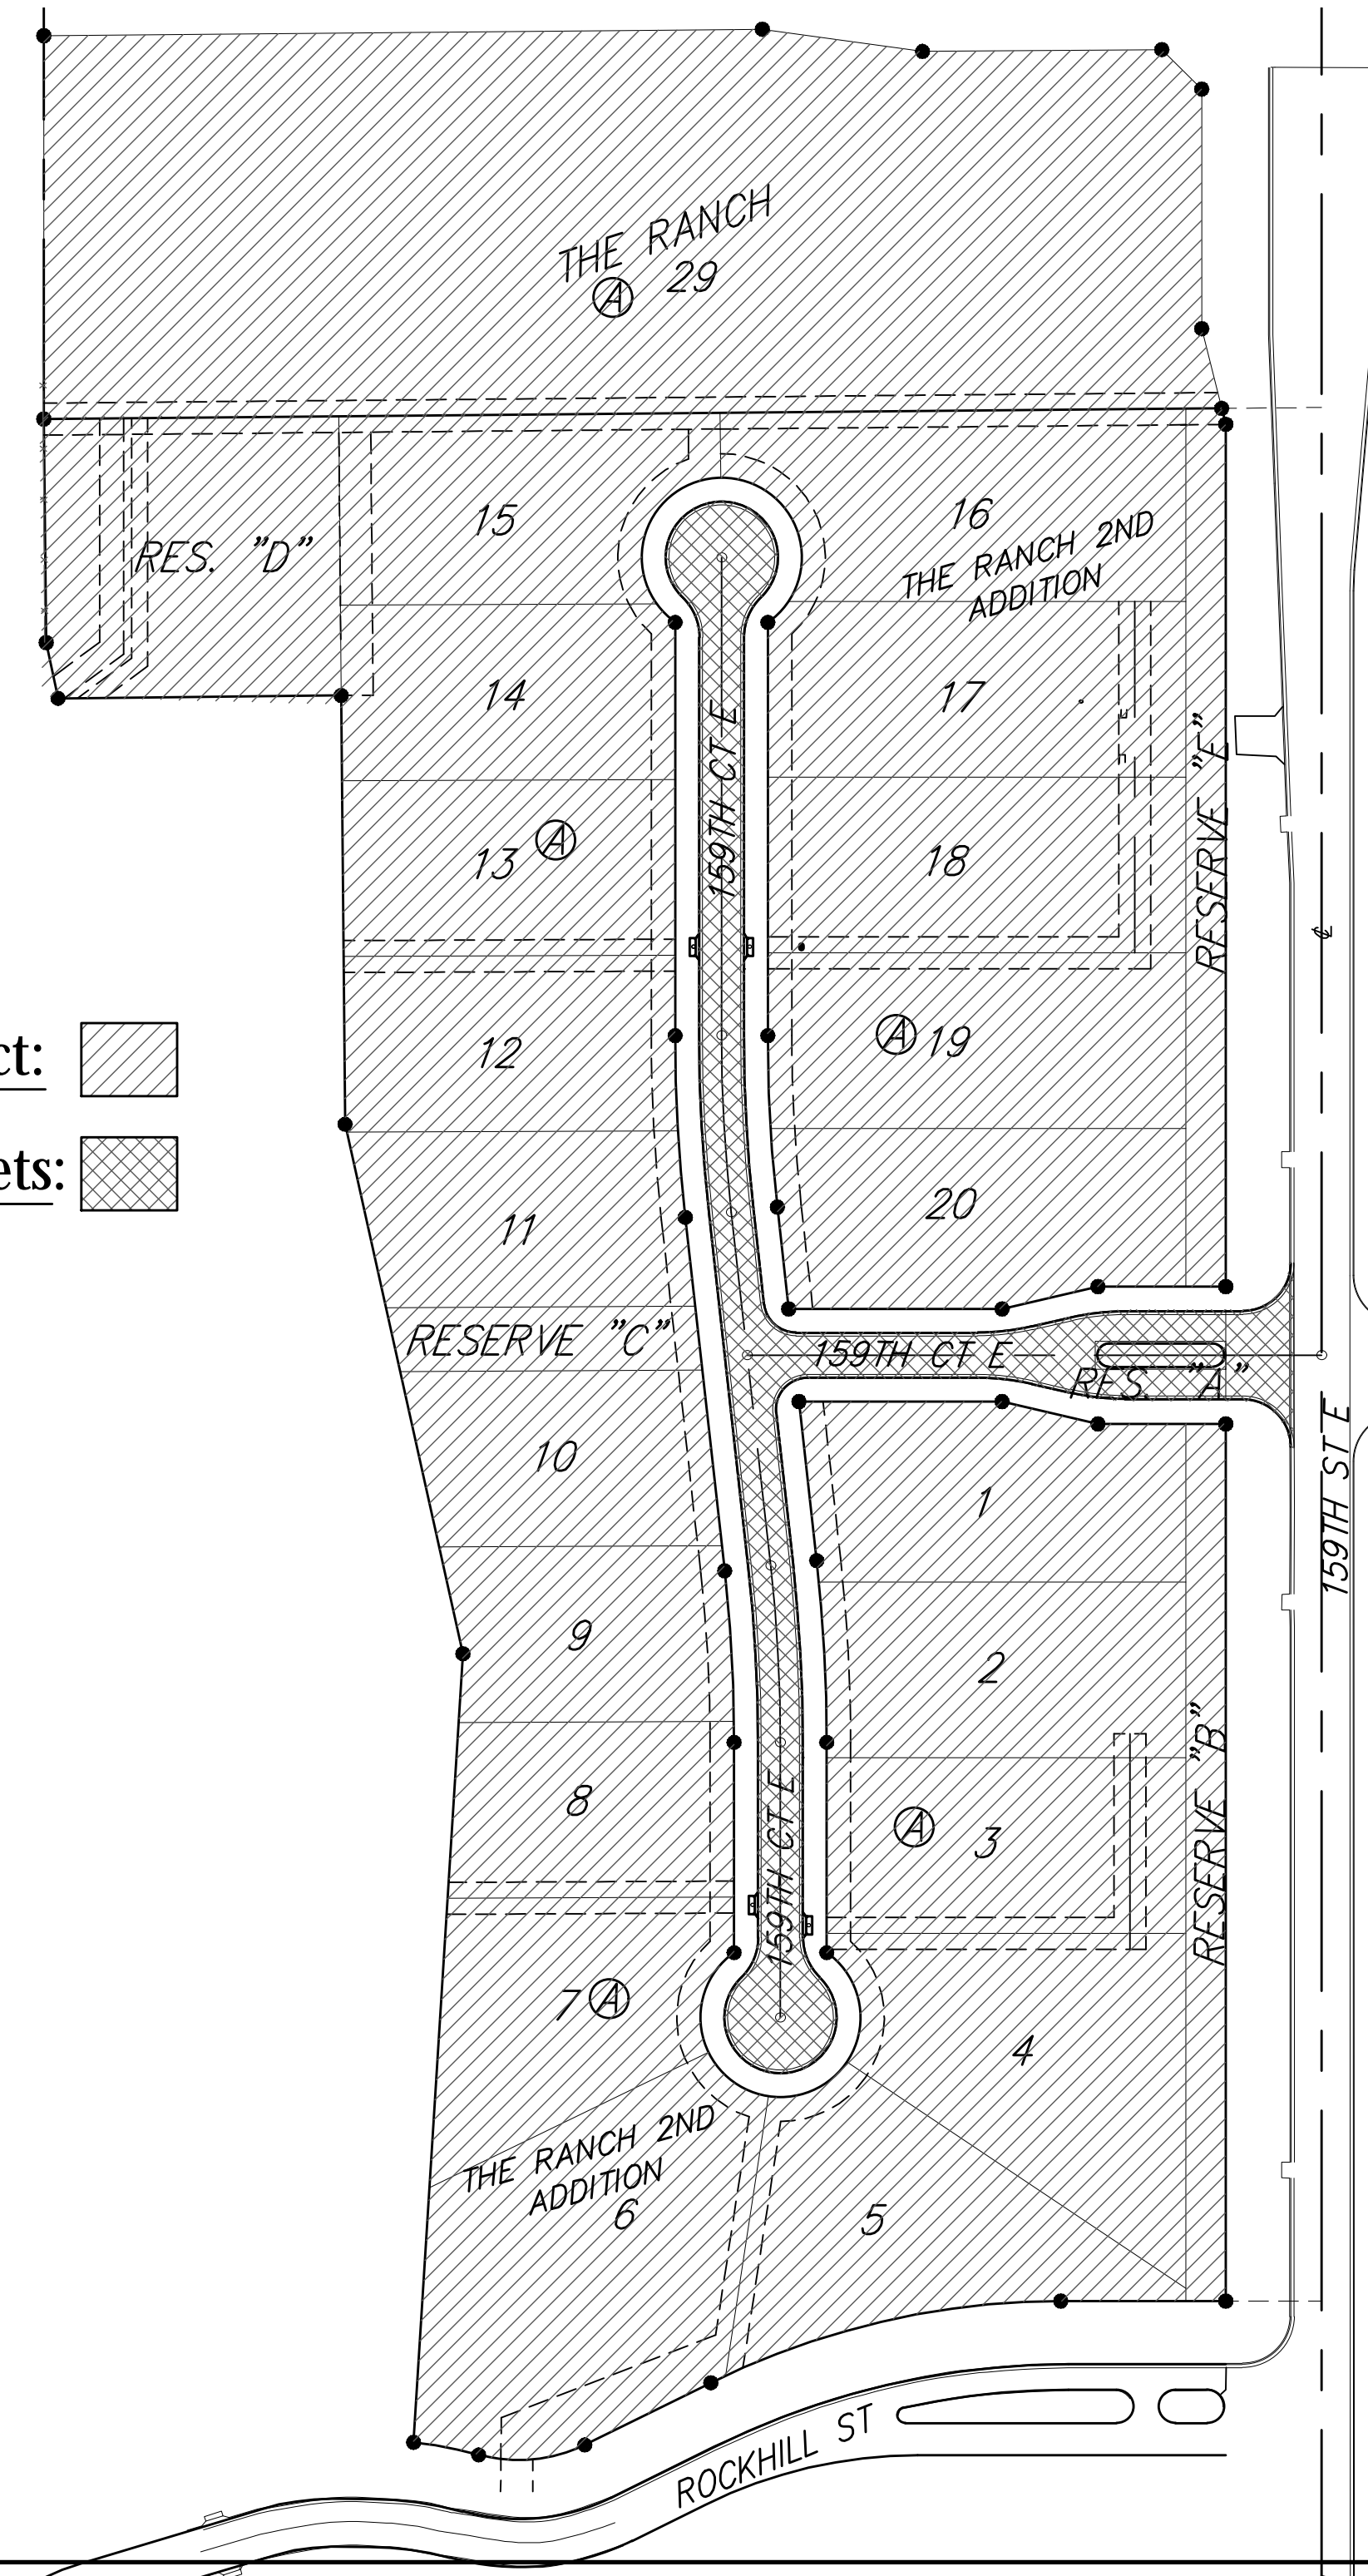 THE RANCH
A 29
15
16
THE RANCH 2ND
ADDITION
RES. "D"
14
17
159TH CT E
RESERVE "E"
13 A
18
℄
12
A 19
ct:
ets:
11
20
RESERVE "C"
159TH CT E
RES. "A"
159TH ST E
10
1
9
2
8
A 3
RESERVE "B"
159TH CT E
7 A
4
THE RANCH 2ND
ADDITION
6
5
ROCKHILL ST